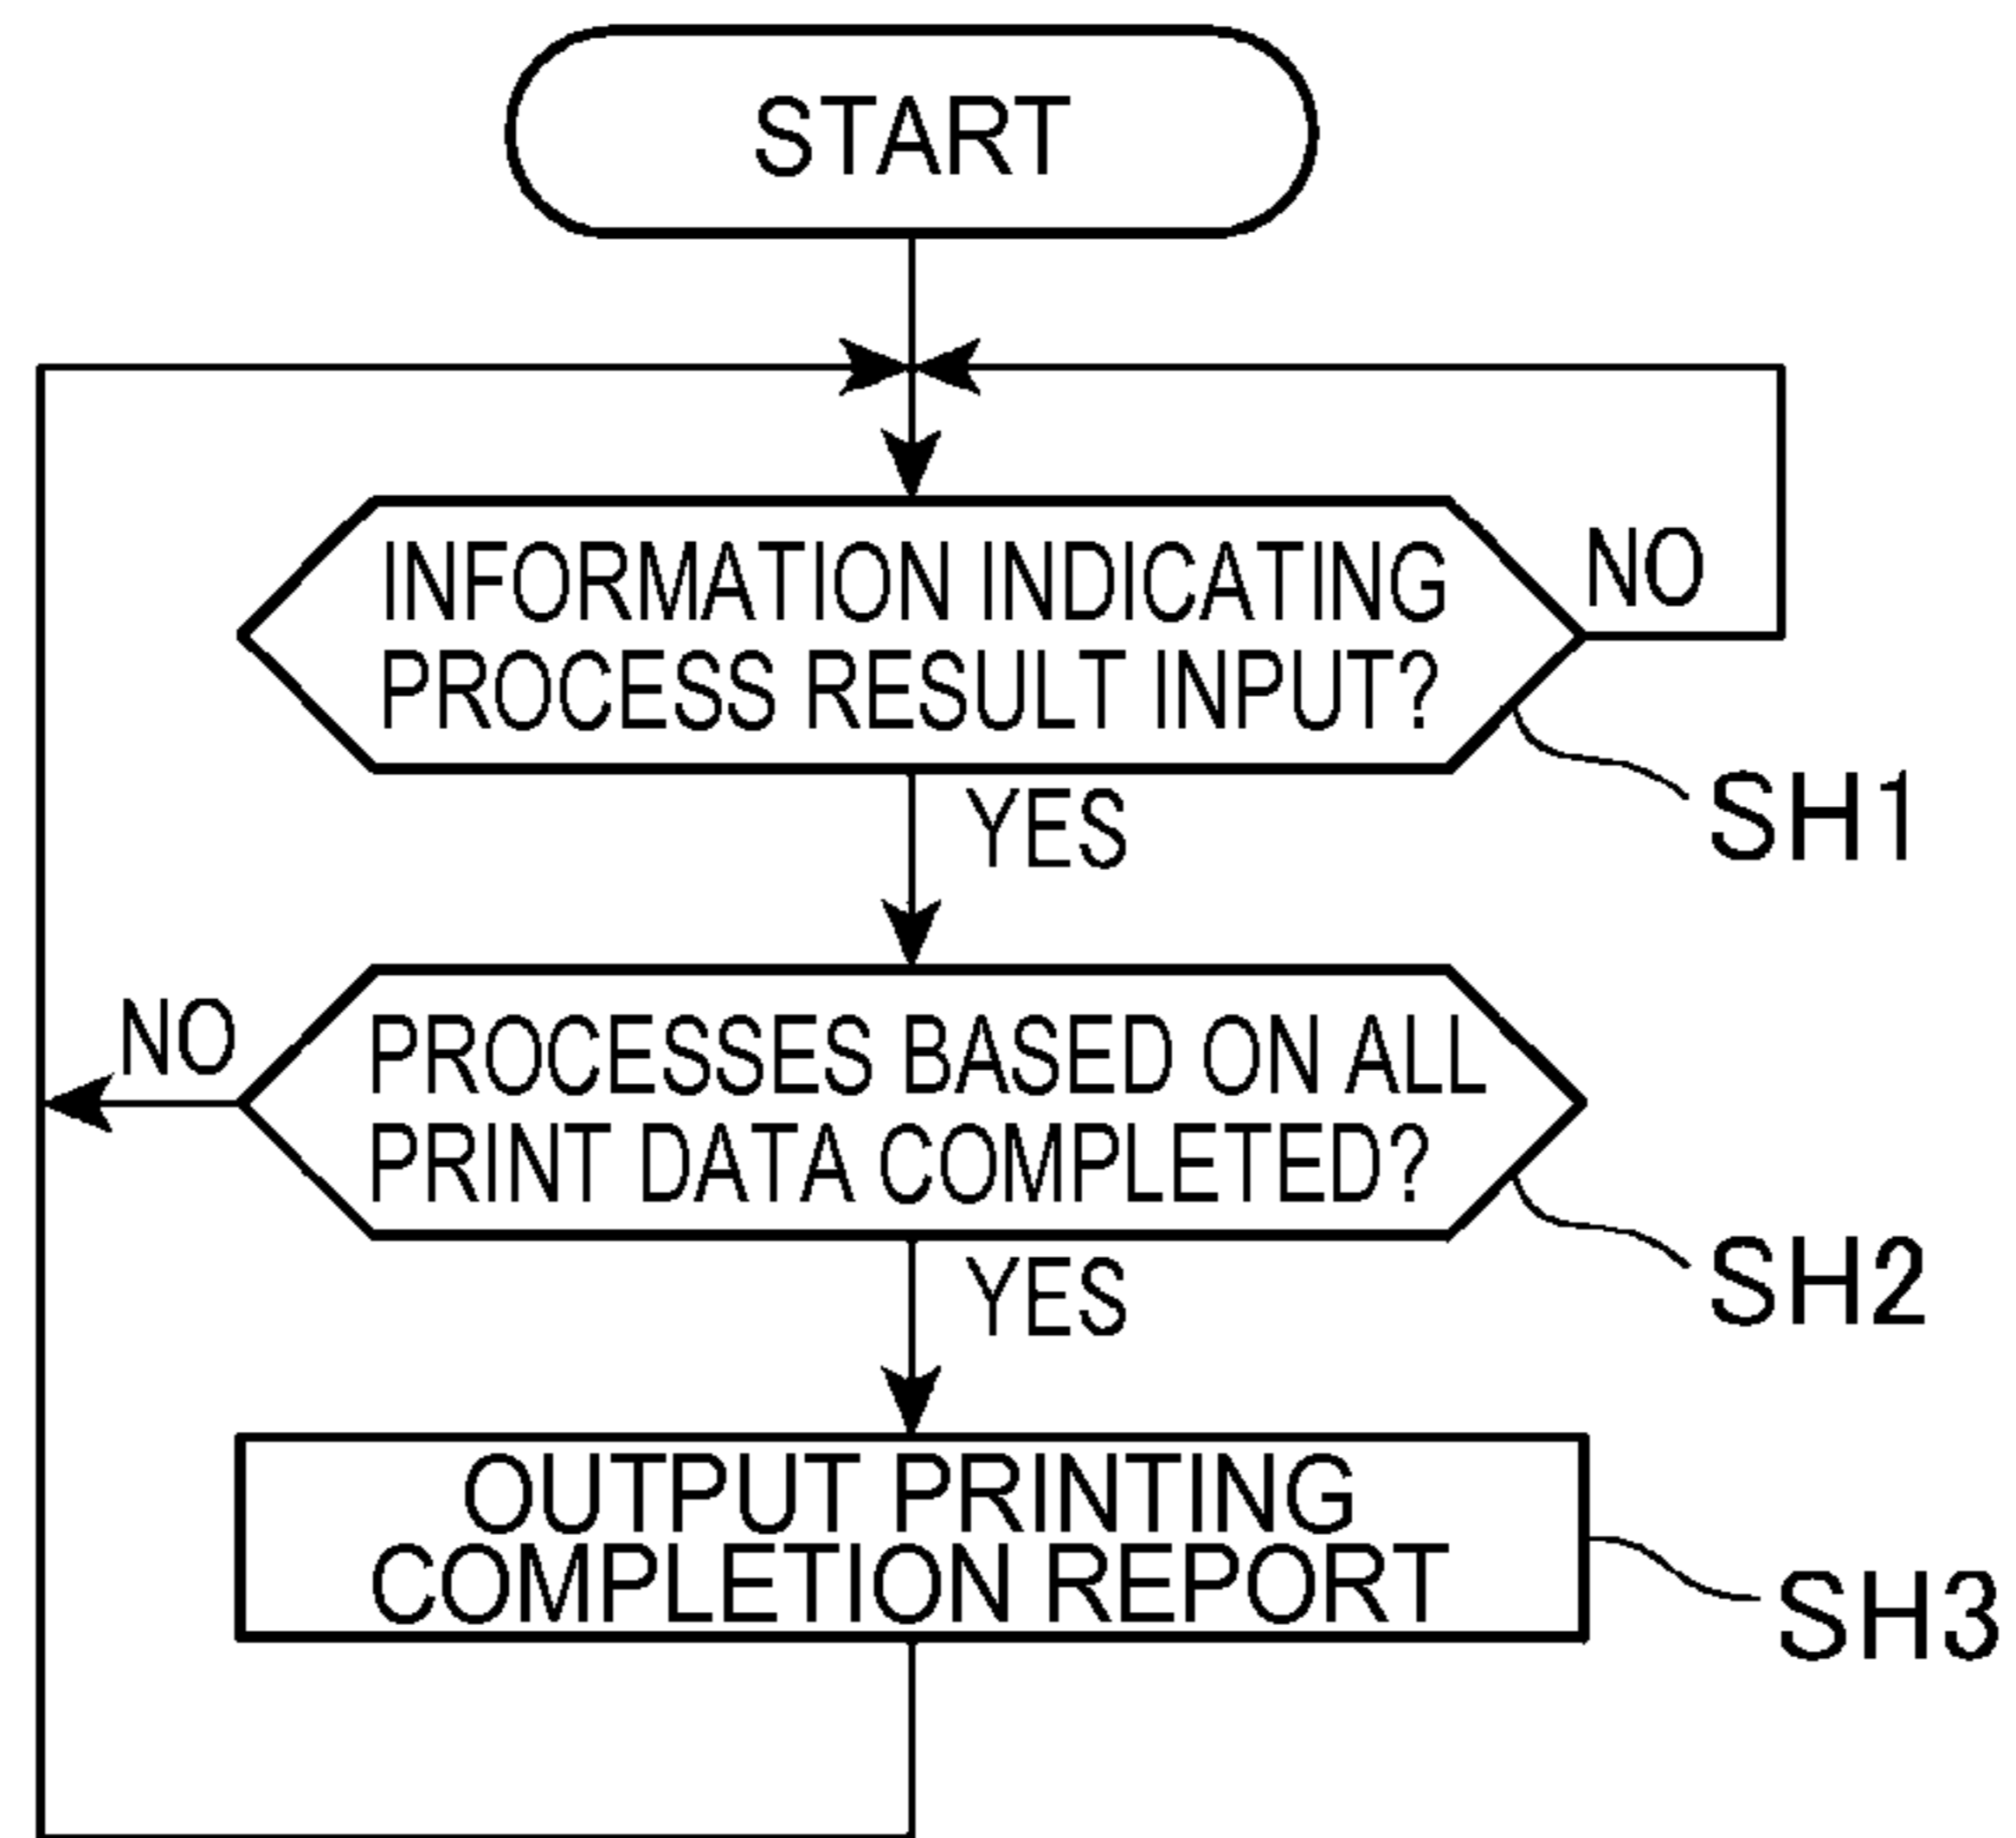 START
INFORMATION INDICATING
PROCESS RESULT INPUT?
NO
SH1
YES
NO
PROCESSES BASED ON ALL
PRINT DATA COMPLETED?
SH2
YES
OUTPUT PRINTING
COMPLETION REPORT
SH3